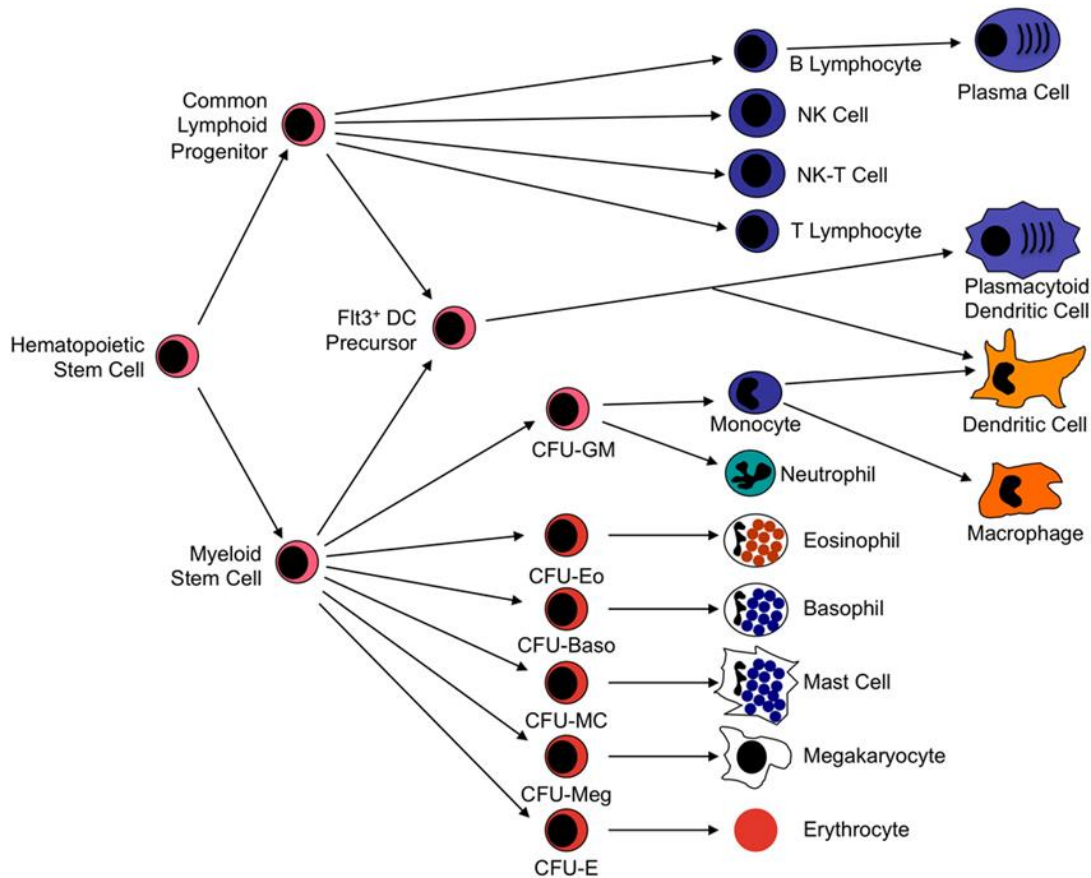 B Lymphocyte
Plasma Cell
Common
Lymphoid
Progenitor
NK Cell
NK-T Cell
T Lymphocyte
Plasmacytoid
Dendritic Cell
Flt3⁺ DC
Precursor
Hematopoietic
Stem Cell
Monocyte
Dendritic Cell
CFU-GM
Neutrophil
Macrophage
Myeloid
Stem Cell
CFU-Eo
Eosinophil
CFU-Baso
Basophil
CFU-MC
Mast Cell
CFU-Meg
Megakaryocyte
CFU-E
Erythrocyte